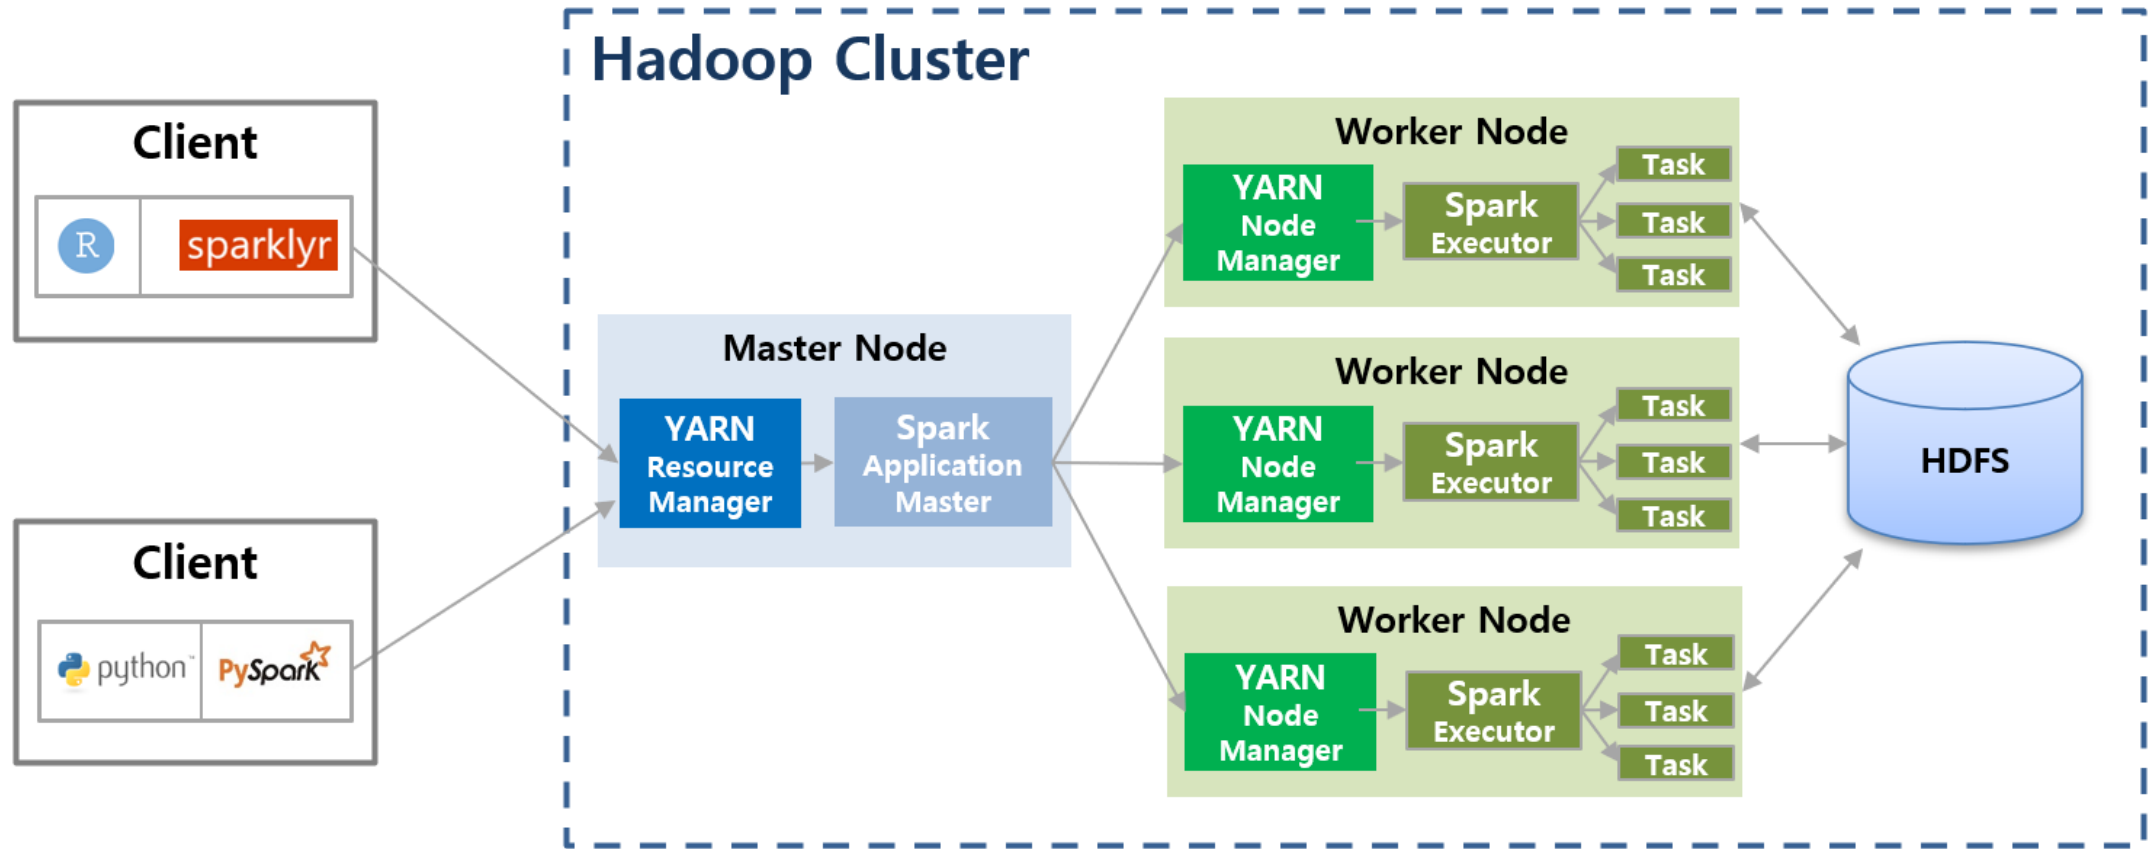 Hadoop Cluster
Client
R
sparklyr
Client
python™
PySpark
Master Node
YARN
Resource
Manager
Spark
Application
Master
Worker Node
YARN
Node
Manager
Spark
Executor
Task
Task
Task
Worker Node
YARN
Node
Manager
Spark
Executor
Task
Task
Task
Worker Node
YARN
Node
Manager
Spark
Executor
Task
Task
Task
HDFS